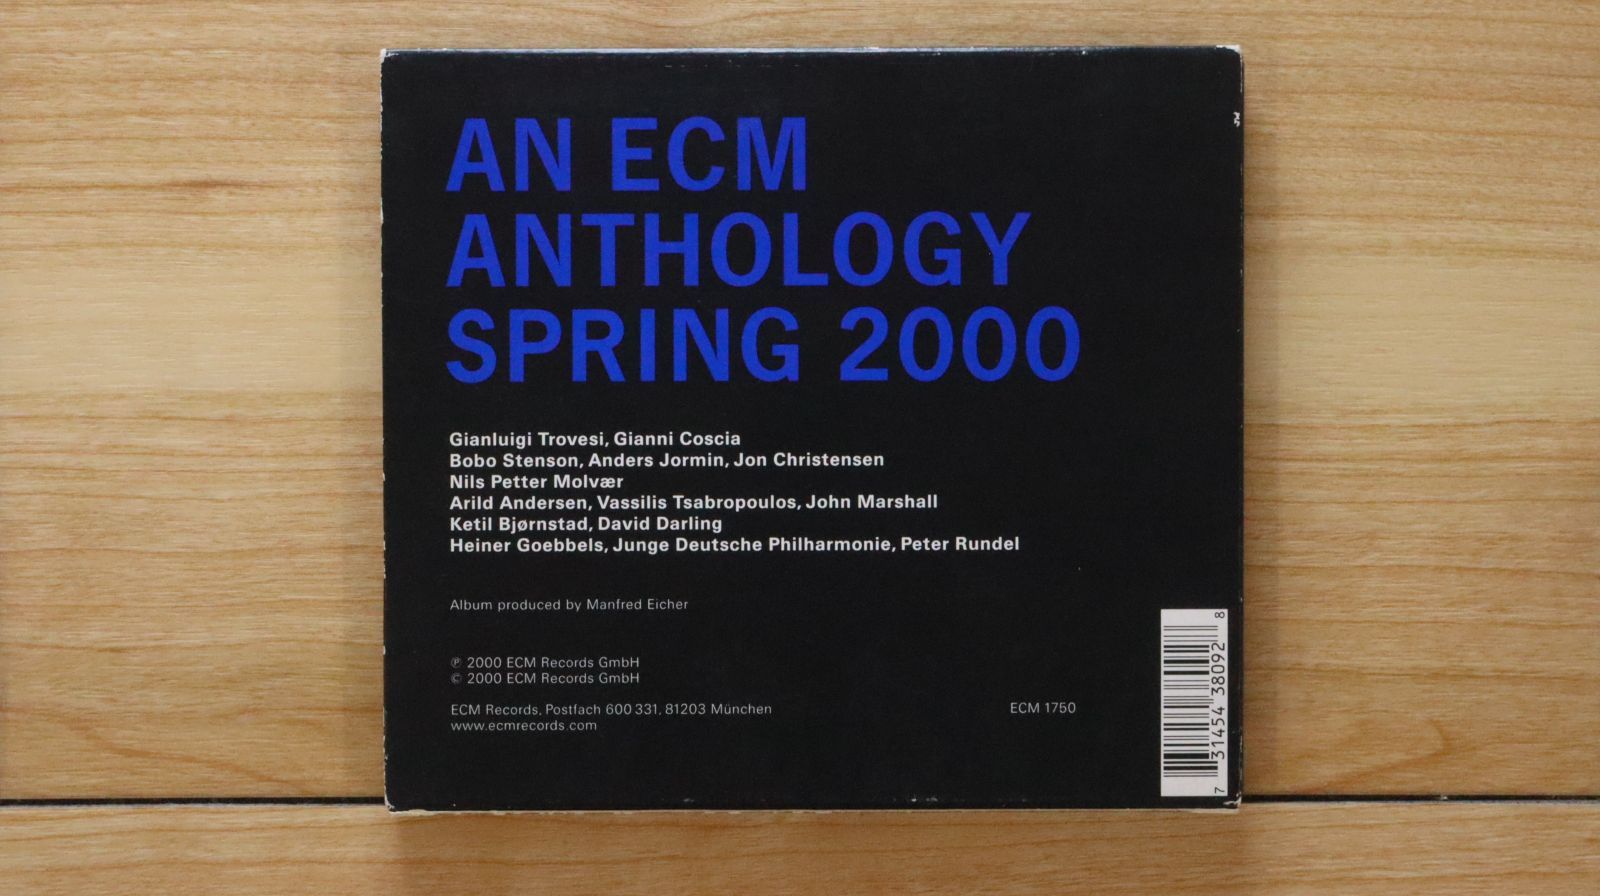 AN ECM
ANTHOLOGY
SPRING 2000
Gianluigi Trovesi, Gianni Coscia
Bobo Stenson, Anders Jormin, Jon Christensen
Nils Petter Molvær
Arild Andersen, Vassilis Tsabropoulos, John Marshall
Ketil Bjørnstad, David Darling
Heiner Goebbels, Junge Deutsche Philharmonie, Peter Rundel
Album produced by Manfred Eicher
℗ 2000 ECM Records GmbH
© 2000 ECM Records GmbH
ECM Records, Postfach 600 331, 81203 München
www.ecmrecords.com
ECM 1750
7 31454 38092 8